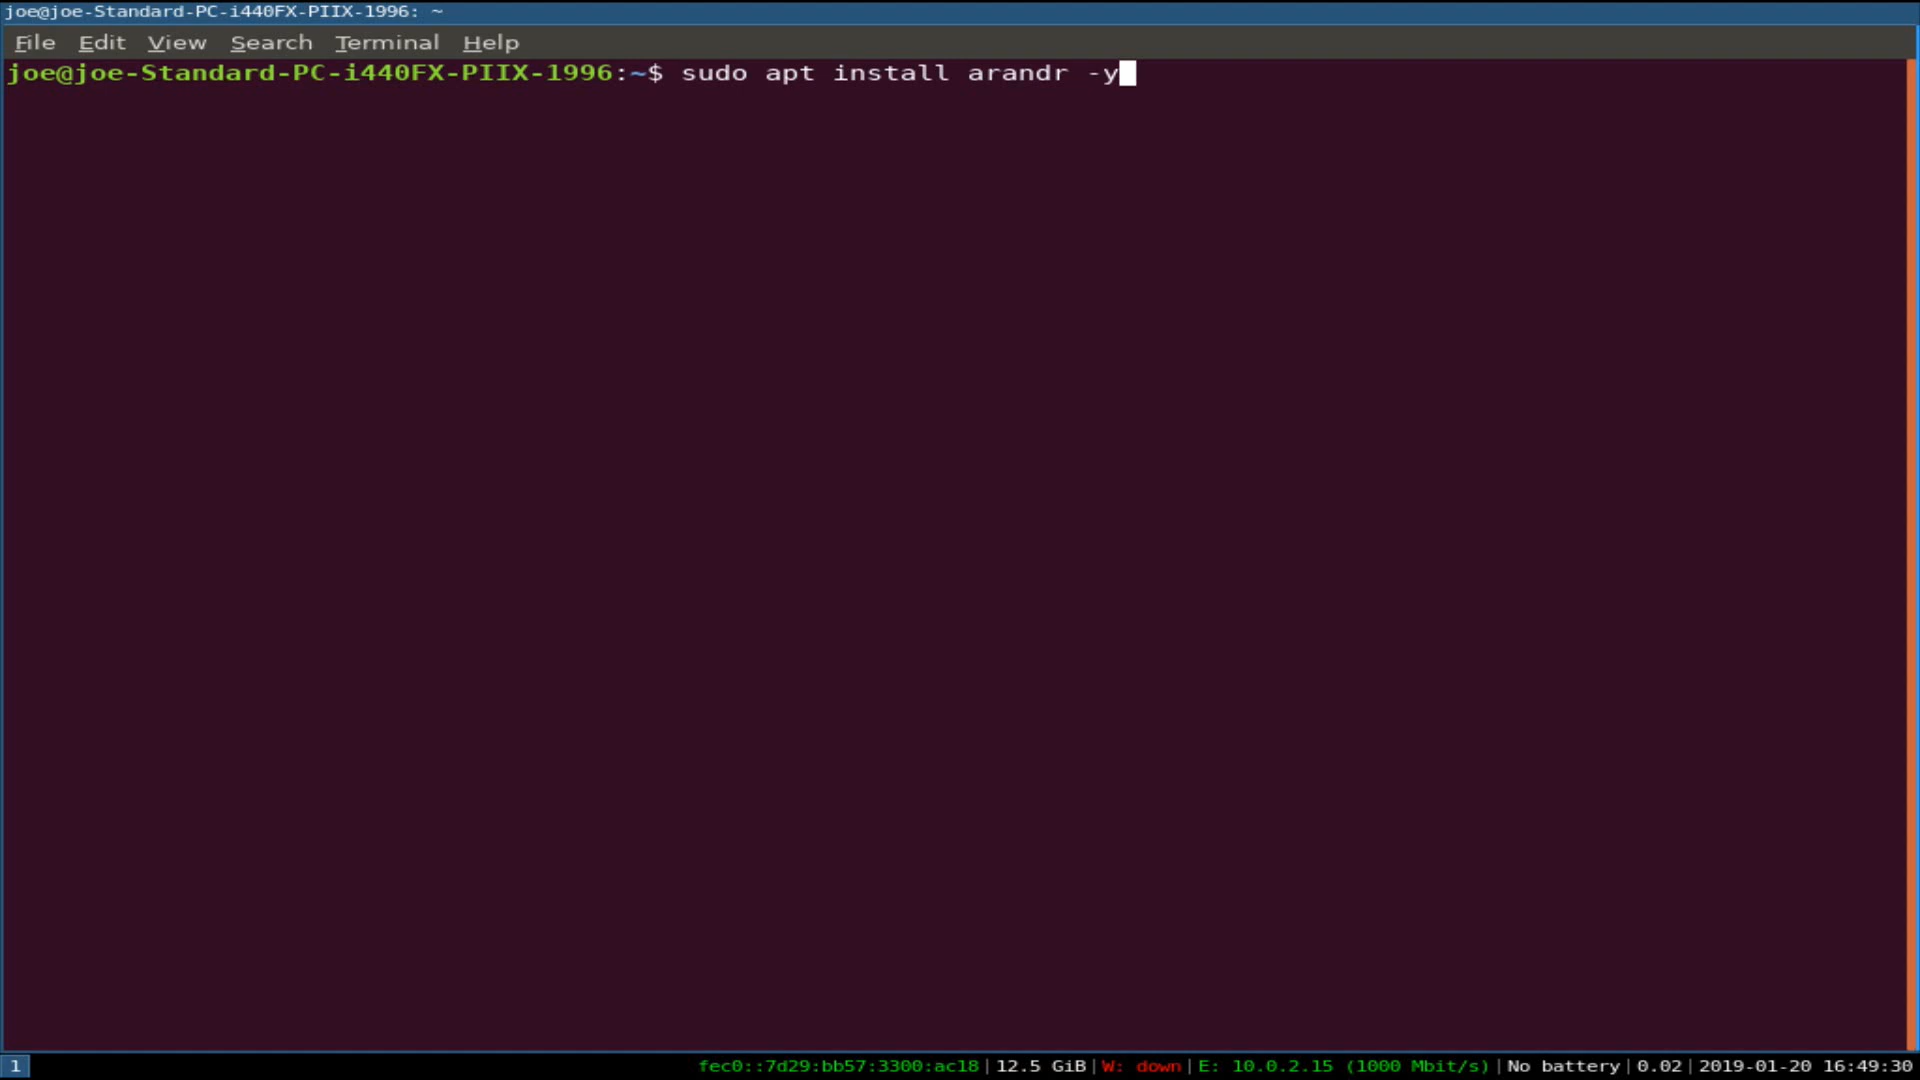 joe@joe-Standard-PC-i440FX-PIIX-1996: ~
File Edit View Search Terminal Help
joe@joe-Standard-PC-i440FX-PIIX-1996:~$ sudo apt install arandr -y
1 fec0::7d29:bb57:3300:ac18|12.5 GiB|W: down|E: 10.0.2.15 (1000 Mbit/s)|No battery|0.02|2019-01-20 16:49:30